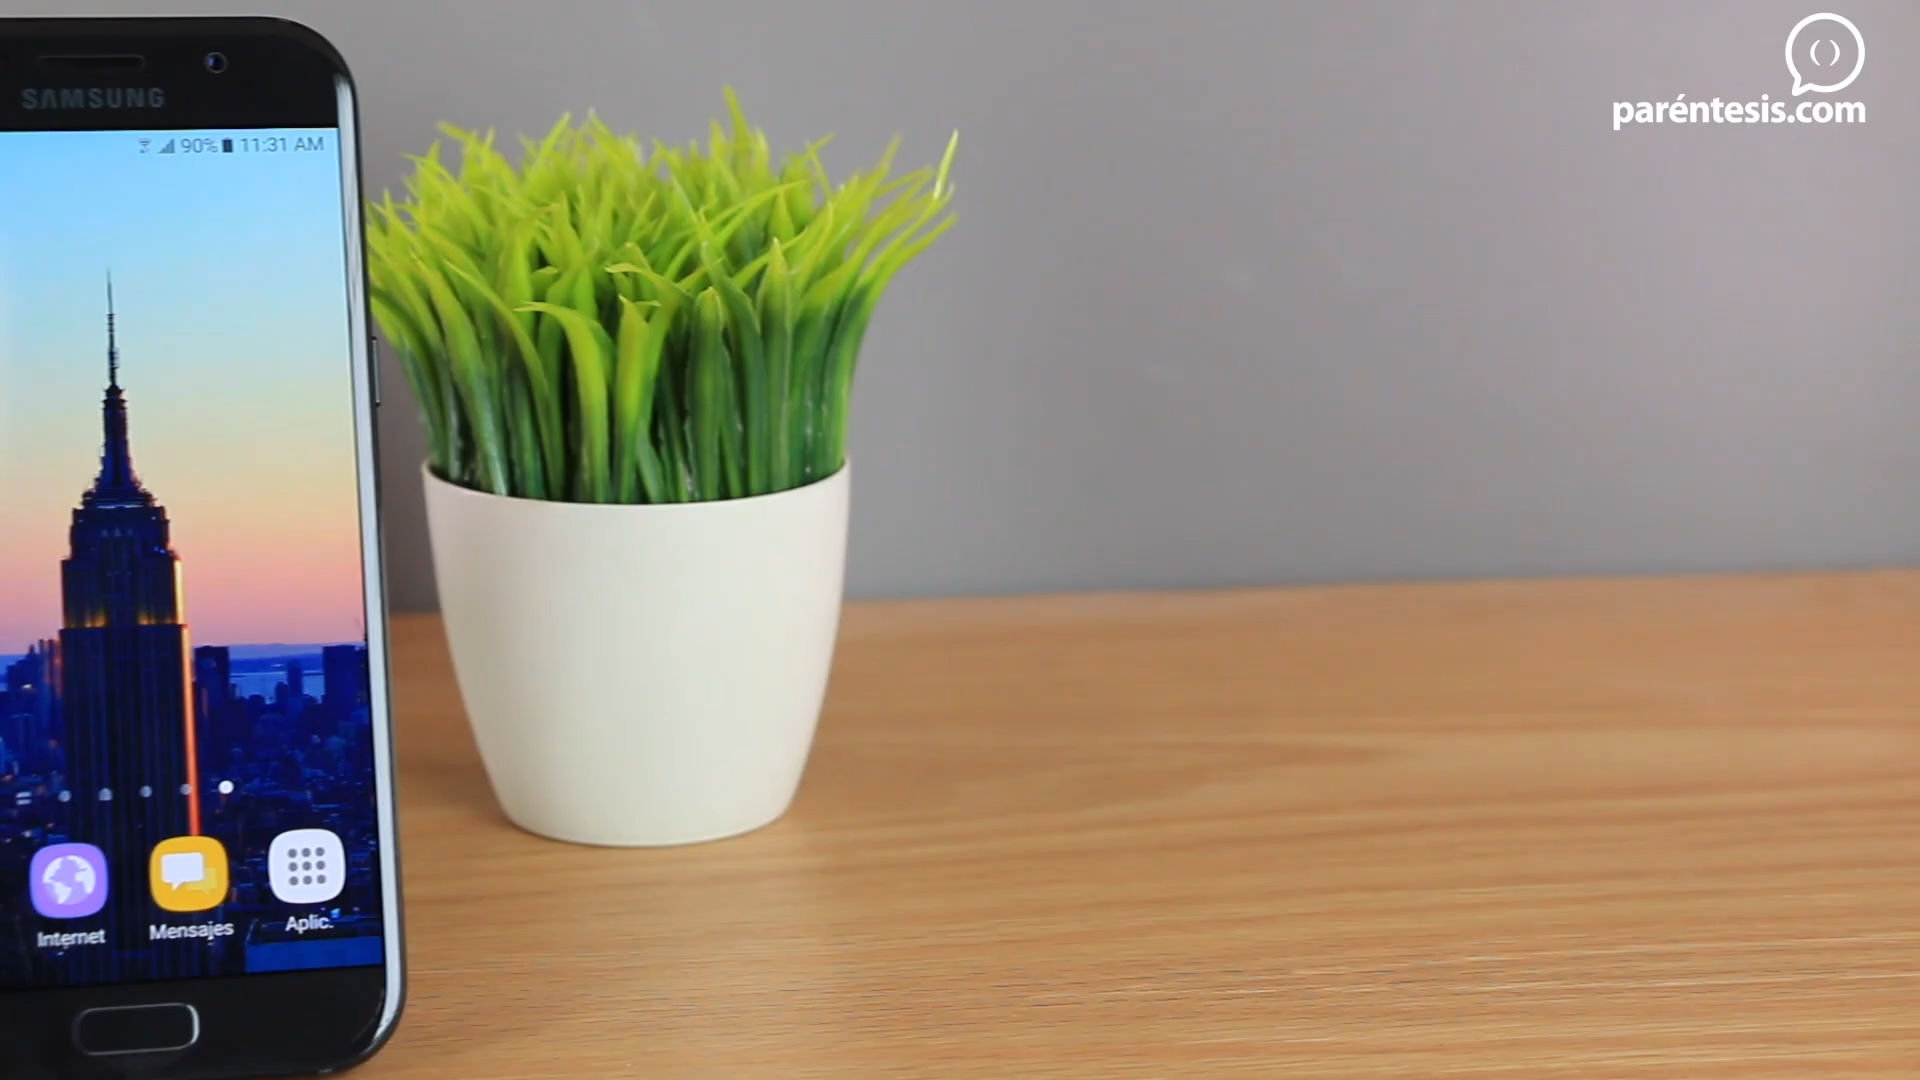 SAMSUNG
90% 11:31 AM
Internet
Mensajes
Aplic.
paréntesis.com